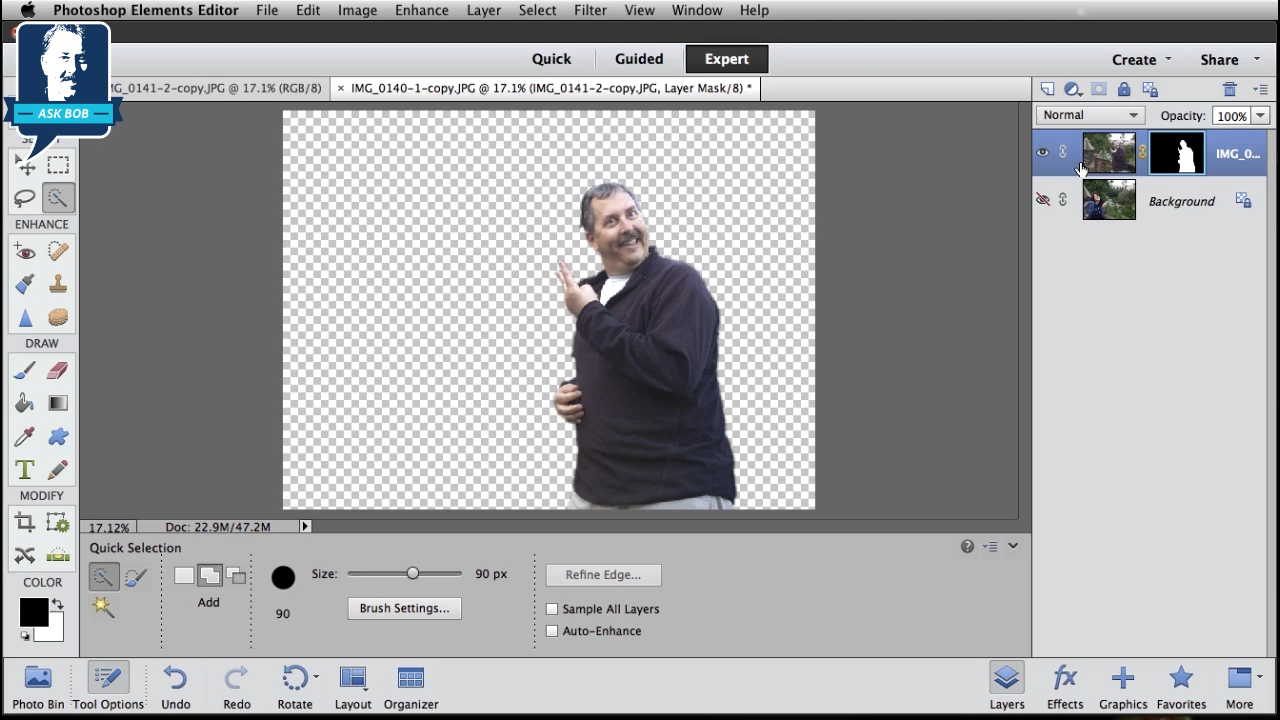 Photoshop Elements Editor File Edit Image Enhance Layer Select Filter View Window Help
Quick Guided Expert Create Share
ASK BOB
MG_0141-2-copy.JPG @ 17.1% (RGB/8) × IMG_0140-1-copy.JPG @ 17.1% (IMG_0141-2-copy.JPG, Layer Mask/8) *
Normal Opacity: 100%
IMG_0...
Background
ENHANCE
DRAW
MODIFY
COLOR
17.12% Doc: 22.9M/47.2M
Quick Selection
Add
Size: 90 px
90
Brush Settings...
Refine Edge...
Sample All Layers
Auto-Enhance
Photo Bin Tool Options Undo Redo Rotate Layout Organizer Layers Effects Graphics Favorites More